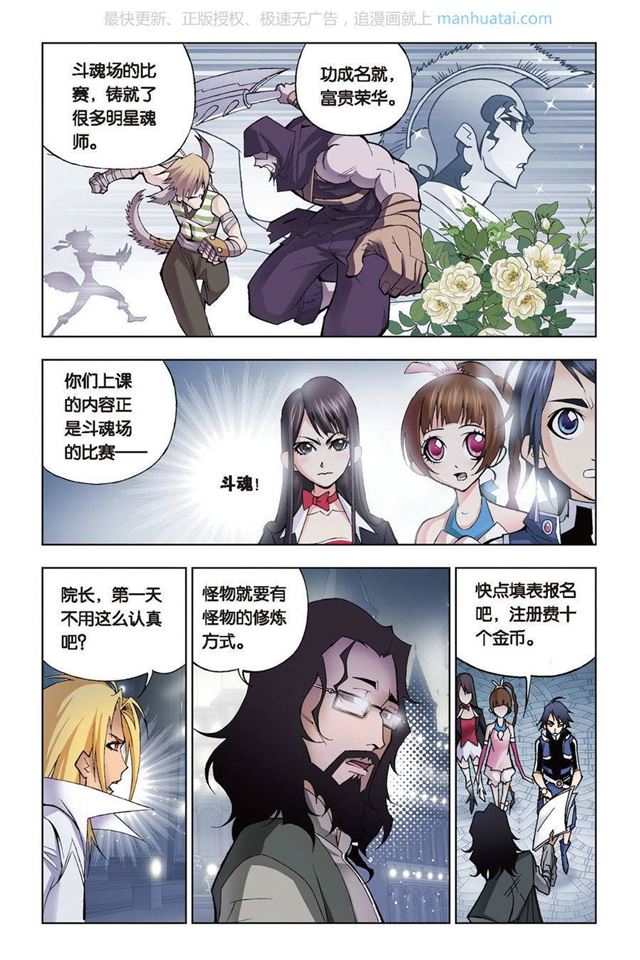 最快更新、正版授权、极速无广告，追漫画就上 manhuatai.com
斗魂场的比
赛，铸就了
很多明星魂
师。
功成名就，
富贵荣华。
你们上课
的内容正
是斗魂场
的比赛——
斗魂！
院长，第一天
不用这么认真
吧？
怪物就要有
怪物的修炼
方式。
快点填表报名
吧，注册费十
个金币。